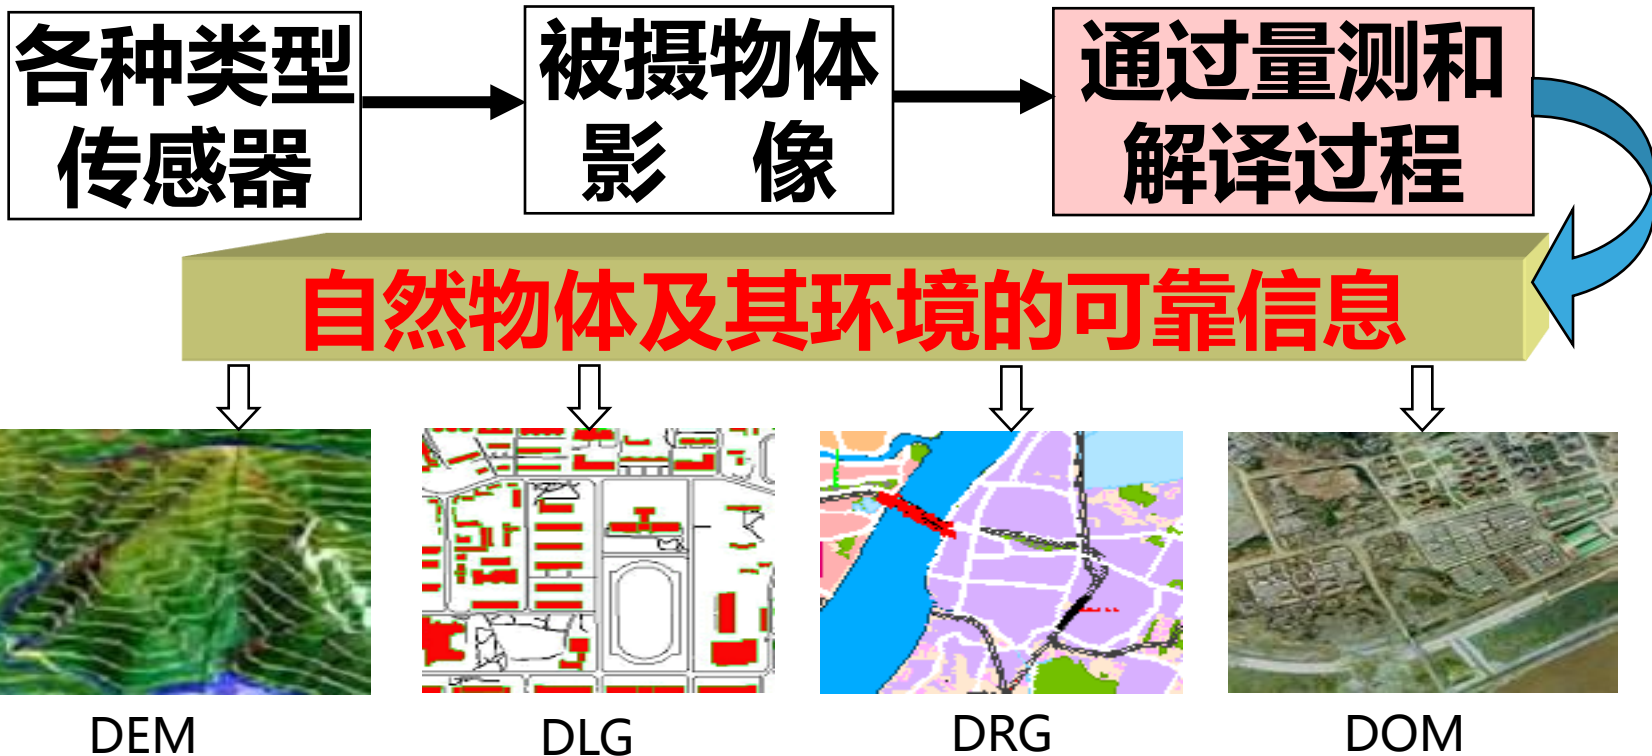 各种类型
传感器
被摄物体
影 像
通过量测和
解译过程
自然物体及其环境的可靠信息
DEM
DLG
DRG
DOM